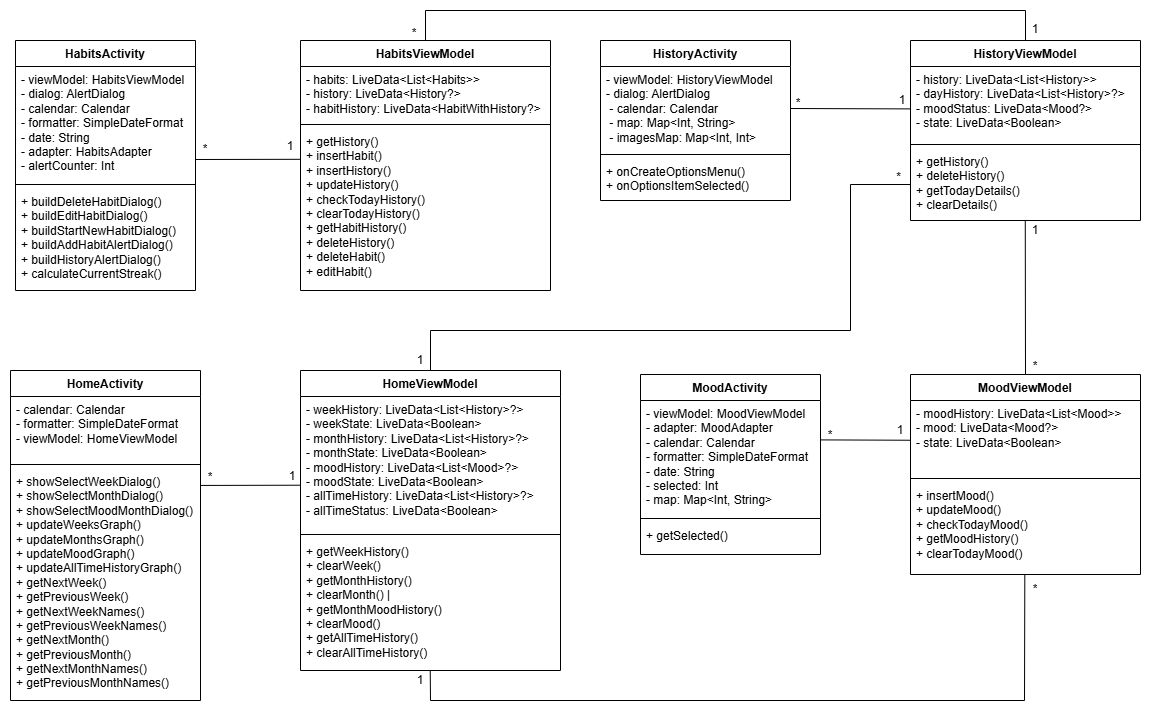 *
1
HabitsActivity
- viewModel: HabitsViewModel
- dialog: AlertDialog
- calendar: Calendar
- formatter: SimpleDateFormat
- date: String
- adapter: HabitsAdapter
- alertCounter: Int
+ buildDeleteHabitDialog()
+ buildEditHabitDialog()
+ buildStartNewHabitDialog()
+ buildAddHabitAlertDialog()
+ buildHistoryAlertDialog()
+ calculateCurrentStreak()
*
1
HabitsViewModel
- habits: LiveData<List<Habits>>
- history: LiveData<History?>
- habitHistory: LiveData<HabitWithHistory?>
+ getHistory()
+ insertHabit()
+ insertHistory()
+ updateHistory()
+ checkTodayHistory()
+ clearTodayHistory()
+ getHabitHistory()
+ deleteHistory()
+ deleteHabit()
+ editHabit()
HistoryActivity
- viewModel: HistoryViewModel
- dialog: AlertDialog
- calendar: Calendar
- map: Map<Int, String>
- imagesMap: Map<Int, Int>
+ onCreateOptionsMenu()
+ onOptionsItemSelected()
*
1
HistoryViewModel
- history: LiveData<List<History>>
- dayHistory: LiveData<List<History>?>
- moodStatus: LiveData<Mood?>
- state: LiveData<Boolean>
+ getHistory()
+ deleteHistory()
+ getTodayDetails()
+ clearDetails()
*
1
1
*
HomeActivity
- calendar: Calendar
- formatter: SimpleDateFormat
- viewModel: HomeViewModel
+ showSelectWeekDialog()
+ showSelectMonthDialog()
+ showSelectMoodMonthDialog()
+ updateWeeksGraph()
+ updateMonthsGraph()
+ updateMoodGraph()
+ updateAllTimeHistoryGraph()
+ getNextWeek()
+ getPreviousWeek()
+ getNextWeekNames()
+ getPreviousWeekNames()
+ getNextMonth()
+ getPreviousMonth()
+ getNextMonthNames()
+ getPreviousMonthNames()
*
1
HomeViewModel
- weekHistory: LiveData<List<History>?>
- weekState: LiveData<Boolean>
- monthHistory: LiveData<List<History>?>
- monthState: LiveData<Boolean>
- moodHistory: LiveData<List<Mood>?>
- moodState: LiveData<Boolean>
- allTimeHistory: LiveData<List<History>?>
- allTimeStatus: LiveData<Boolean>
+ getWeekHistory()
+ clearWeek()
+ getMonthHistory()
+ clearMonth() |
+ getMonthMoodHistory()
+ clearMood()
+ getAllTimeHistory()
+ clearAllTimeHistory()
MoodActivity
- viewModel: MoodViewModel
- adapter: MoodAdapter
- calendar: Calendar
- formatter: SimpleDateFormat
- date: String
- selected: Int
- map: Map<Int, String>
+ getSelected()
*
1
MoodViewModel
- moodHistory: LiveData<List<Mood>>
- mood: LiveData<Mood?>
- state: LiveData<Boolean>
+ insertMood()
+ updateMood()
+ checkTodayMood()
+ getMoodHistory()
+ clearTodayMood()
*
1